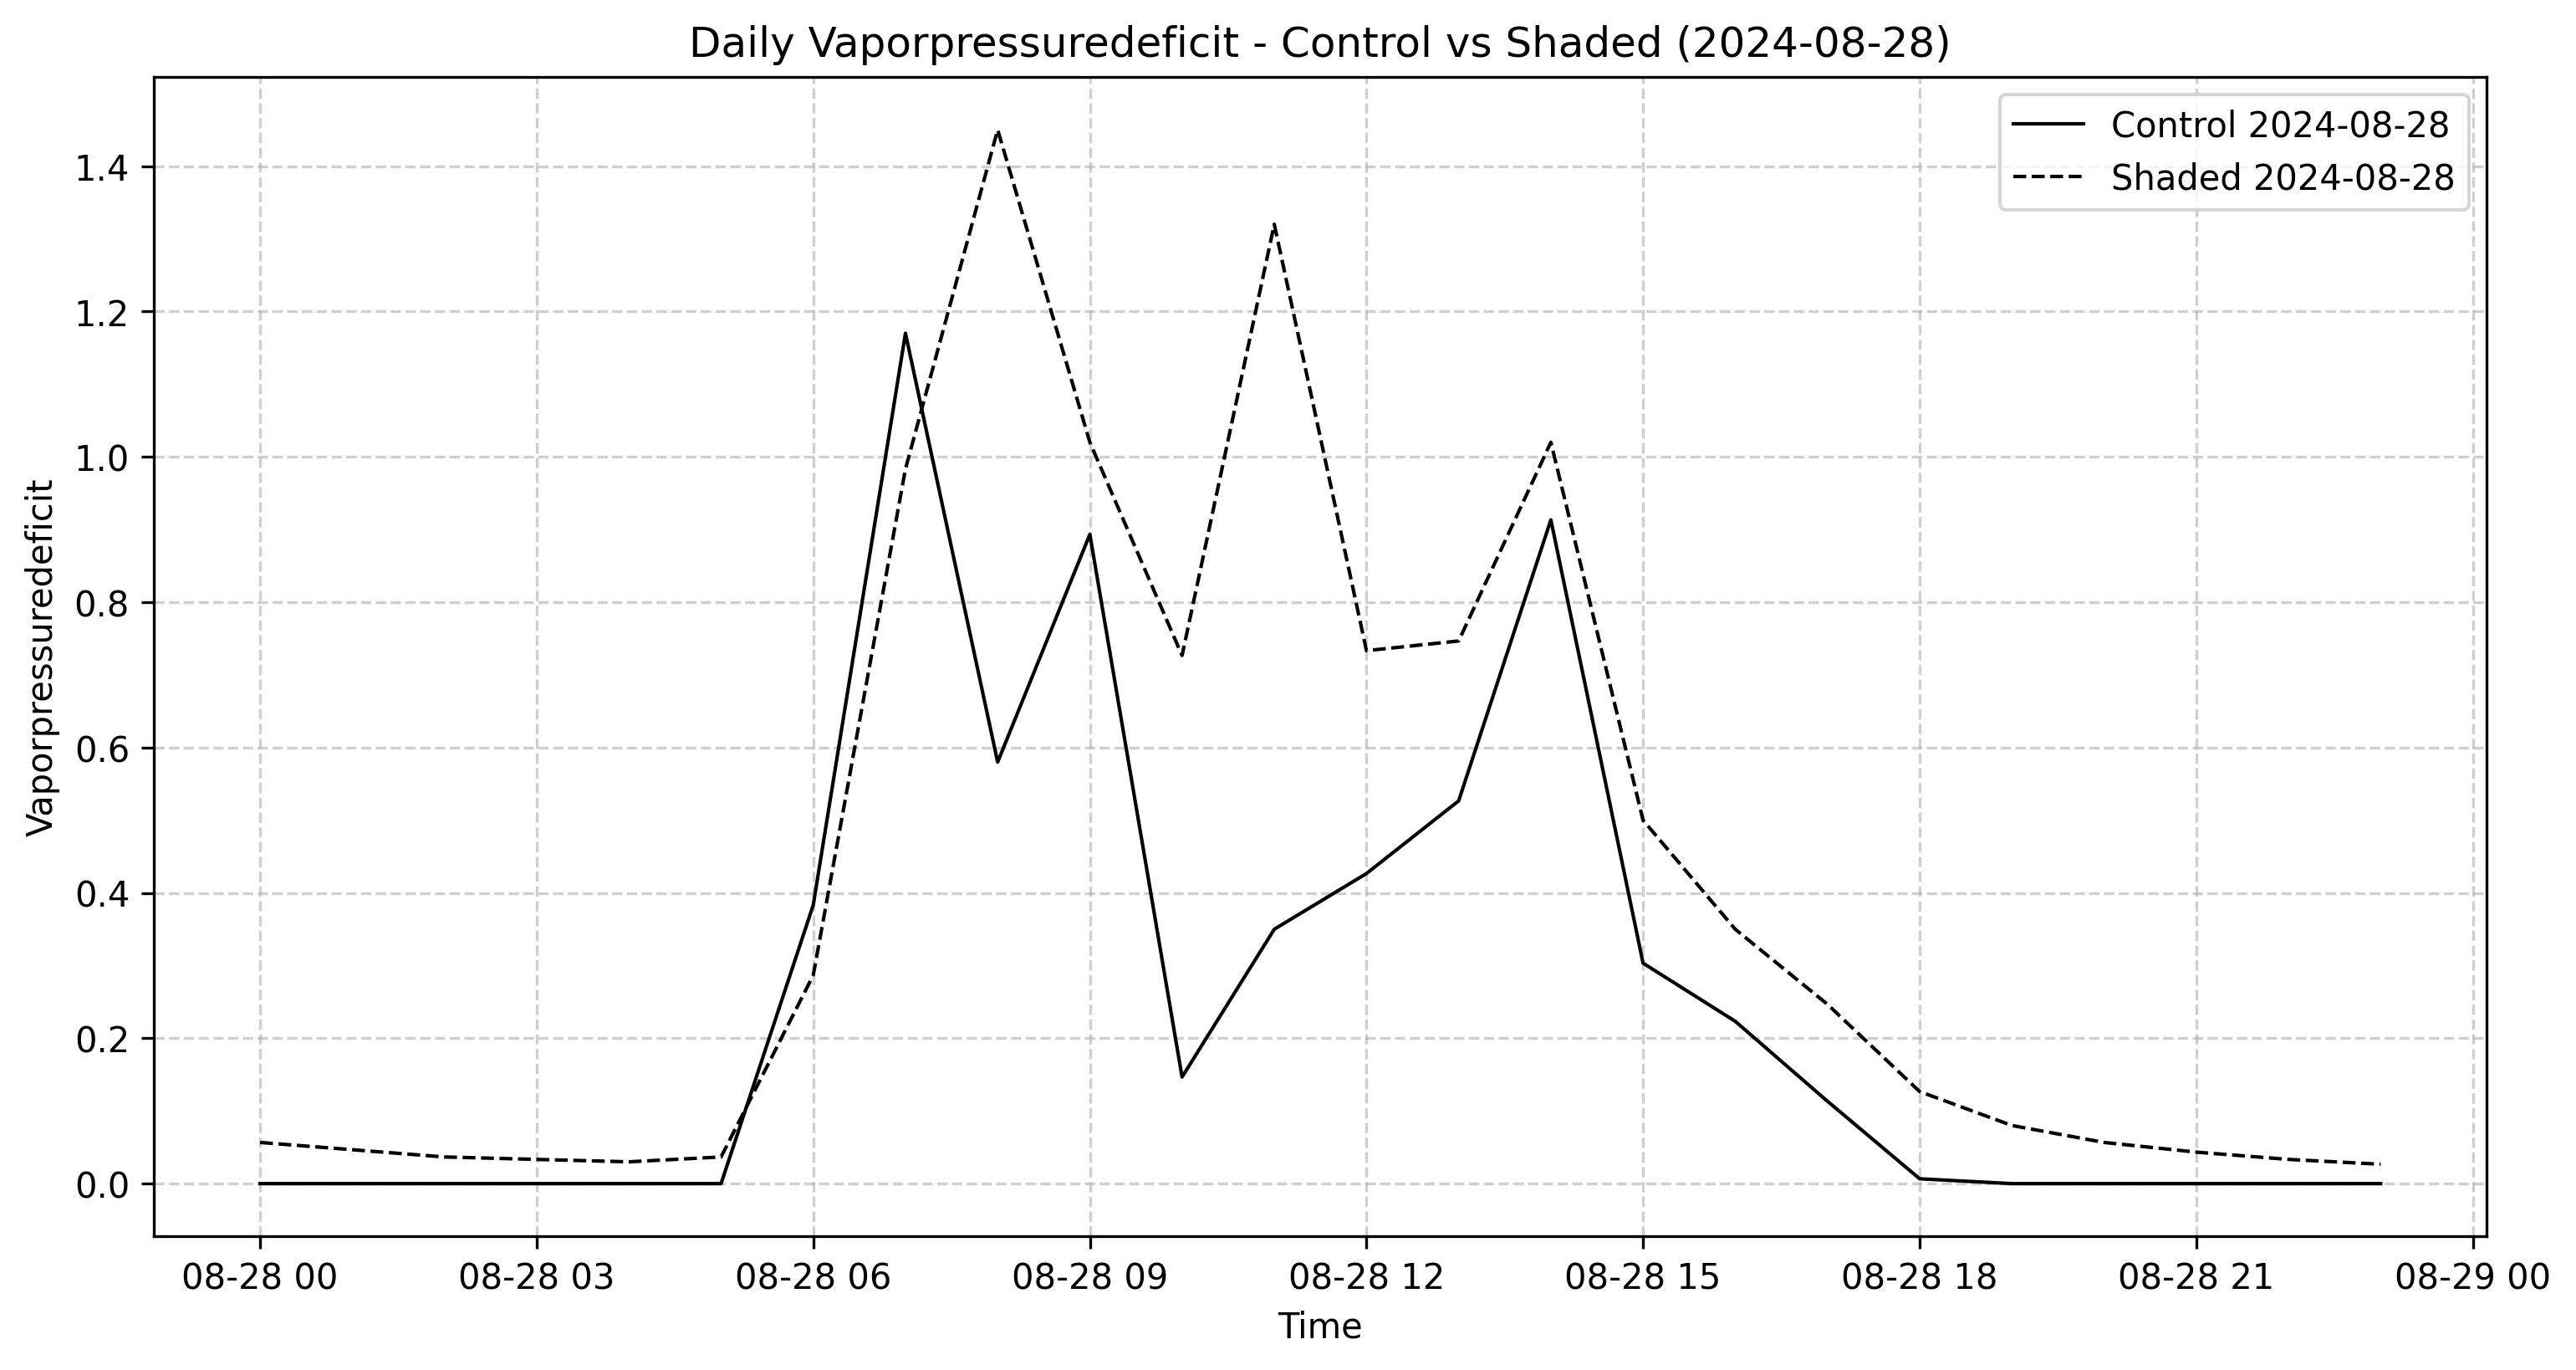 Daily Vaporpressuredeficit - Control vs Shaded (2024-08-28)
Control 2024-08-28
Shaded 2024-08-28
Vaporpressuredeficit
1.4
1.2
1.0
0.8
0.6
0.4
0.2
0.0
08-28 00 08-28 03 08-28 06 08-28 09 08-28 12 08-28 15 08-28 18 08-28 21 08-29 00
Time